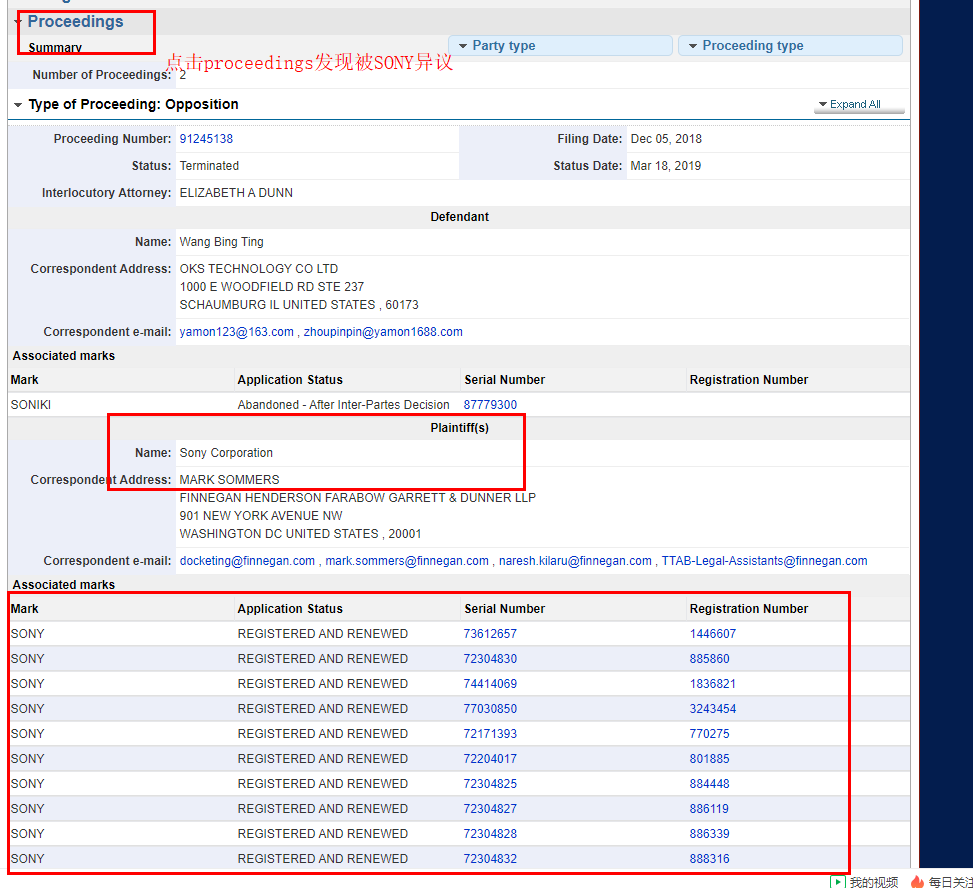 Proceedings
Summary
Party type
Proceeding type
点击proceedings发现被SONY异议
Number of Proceedings: 2
Type of Proceeding: Opposition
Expand All
Proceeding Number: 91245138 Filing Date: Dec 05, 2018
Status: Terminated Status Date: Mar 18, 2019
Interlocutory Attorney: ELIZABETH A DUNN
Defendant
Name: Wang Bing Ting
Correspondent Address: OKS TECHNOLOGY CO LTD
1000 E WOODFIELD RD STE 237
SCHAUMBURG IL UNITED STATES , 60173
Correspondent e-mail: yamon123@163.com , zhoupinpin@yamon1688.com
Associated marks
Mark Application Status Serial Number Registration Number
SONIKI Abandoned - After Inter-Partes Decision 87779300
Plaintiff(s)
Name: Sony Corporation
Correspondent Address: MARK SOMMERS
FINNEGAN HENDERSON FARABOW GARRETT & DUNNER LLP
901 NEW YORK AVENUE NW
WASHINGTON DC UNITED STATES , 20001
Correspondent e-mail: docketing@finnegan.com , mark.sommers@finnegan.com , naresh.kilaru@finnegan.com , TTAB-Legal-Assistants@finnegan.com
Associated marks
Mark Application Status Serial Number Registration Number
SONY REGISTERED AND RENEWED 73612657 1446607
SONY REGISTERED AND RENEWED 72304830 885860
SONY REGISTERED AND RENEWED 74414069 1836821
SONY REGISTERED AND RENEWED 77030850 3243454
SONY REGISTERED AND RENEWED 72171393 770275
SONY REGISTERED AND RENEWED 72204017 801885
SONY REGISTERED AND RENEWED 72304825 884448
SONY REGISTERED AND RENEWED 72304827 886119
SONY REGISTERED AND RENEWED 72304828 886339
SONY REGISTERED AND RENEWED 72304832 888316
我的视频 每日关注